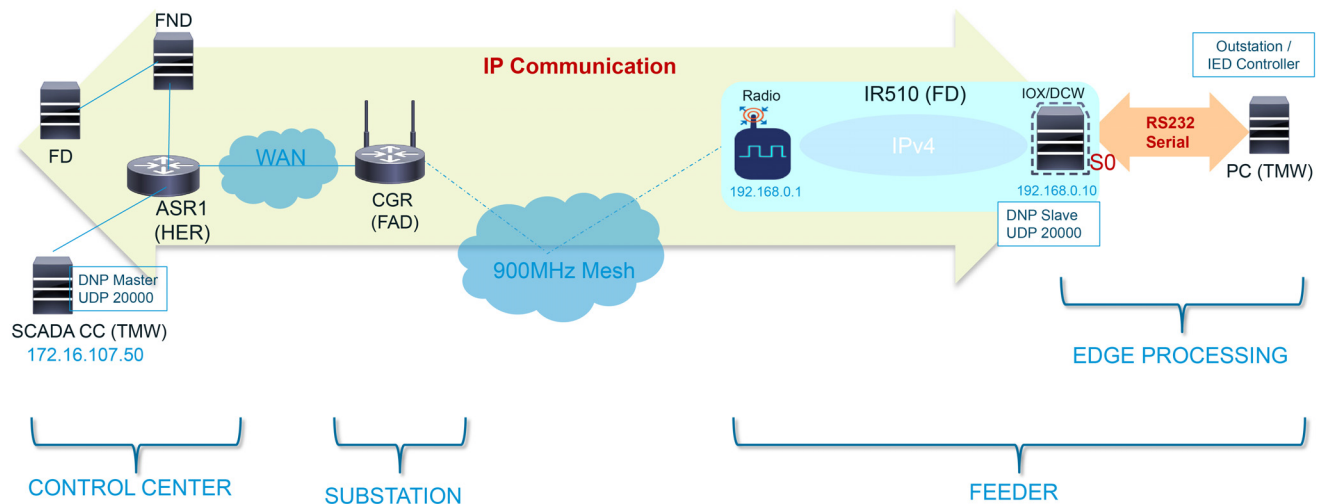 FND
FD
ASR1
(HER)
WAN
CGR
(FAD)
IP Communication
900MHz Mesh
Radio
192.168.0.1
IR510 (FD)
IPv4
IOX/DCW
S0
192.168.0.10
DNP Slave
UDP 20000
RS232
Serial
Outstation /
IED Controller
PC (TMW)
DNP Master
UDP 20000
SCADA CC (TMW)
172.16.107.50
EDGE PROCESSING
CONTROL CENTER
SUBSTATION
FEEDER